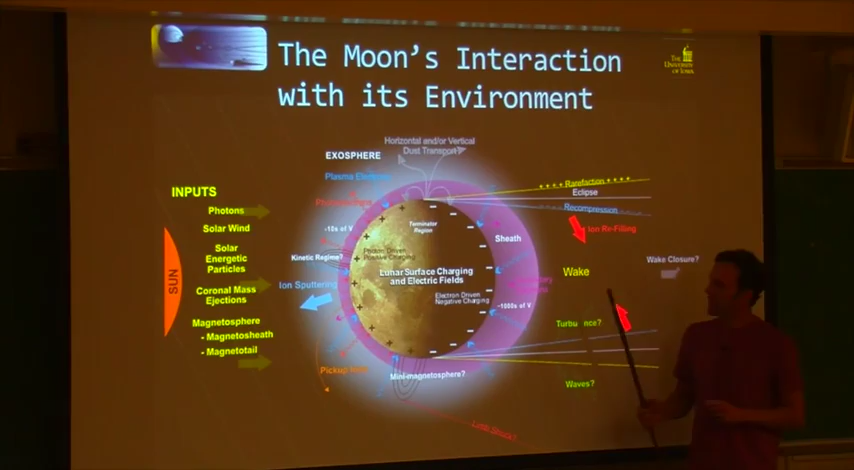 The Moon's Interaction
with its Environment
THE
UNIVERSITY
OF IOWA
Horizontal and/or Vertical
Dust Transport
EXOSPHERE
Plasma
INPUTS
Photons
Solar Wind
Solar
Energetic
Particles
Coronal Mass
Ejections
Magnetosphere
- Magnetosheath
- Magnetotail
SUN
~10s of V
Kinetic Regime?
Ion Sputtering
Pickup
Terminator
Region
Photon Driven
Positive Charging
Lunar Surface Charging
and Electric Fields
Electron Driven
Negative Charging
Mini-magnetosphere?
Sheath
~1000s of V
Rarefaction
Eclipse
Recompression
Ion Re-Filling
Wake
Wake Closure?
Waves?